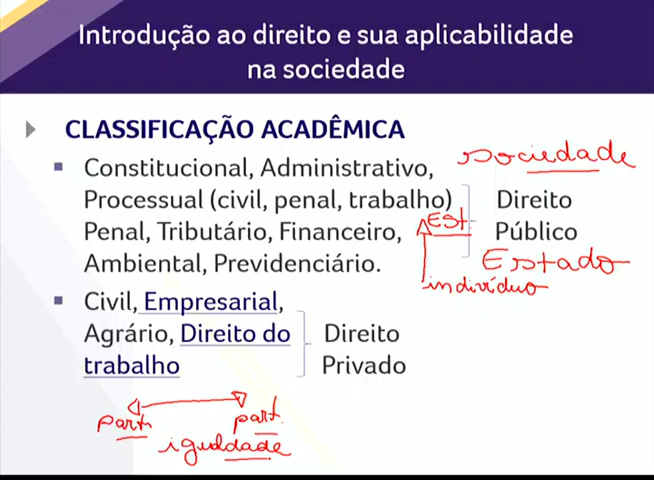 Introdução ao direito e sua aplicabilidade
na sociedade
CLASSIFICAÇÃO ACADÊMICA
sociedade
Constitucional, Administrativo,
Processual (civil, penal, trabalho)
Penal, Tributário, Financeiro,
Ambiental, Previdenciário.
Est
Direito
Público
Estado
indivíduo
Civil, Empresarial,
Agrário, Direito do
trabalho
Direito
Privado
part. part.
igualdade